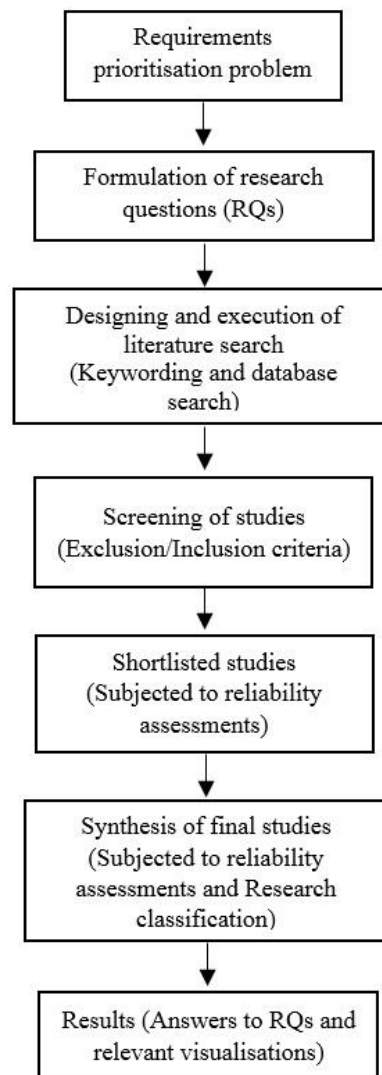 Requirements
prioritisation problem
Formulation of research
questions (RQs)
Designing and execution of
literature search
(Keywording and database
search)
Screening of studies
(Exclusion/Inclusion criteria)
Shortlisted studies
(Subjected to reliability
assessments)
Synthesis of final studies
(Subjected to reliability
assessments and Research
classification)
Results (Answers to RQs and
relevant visualisations)